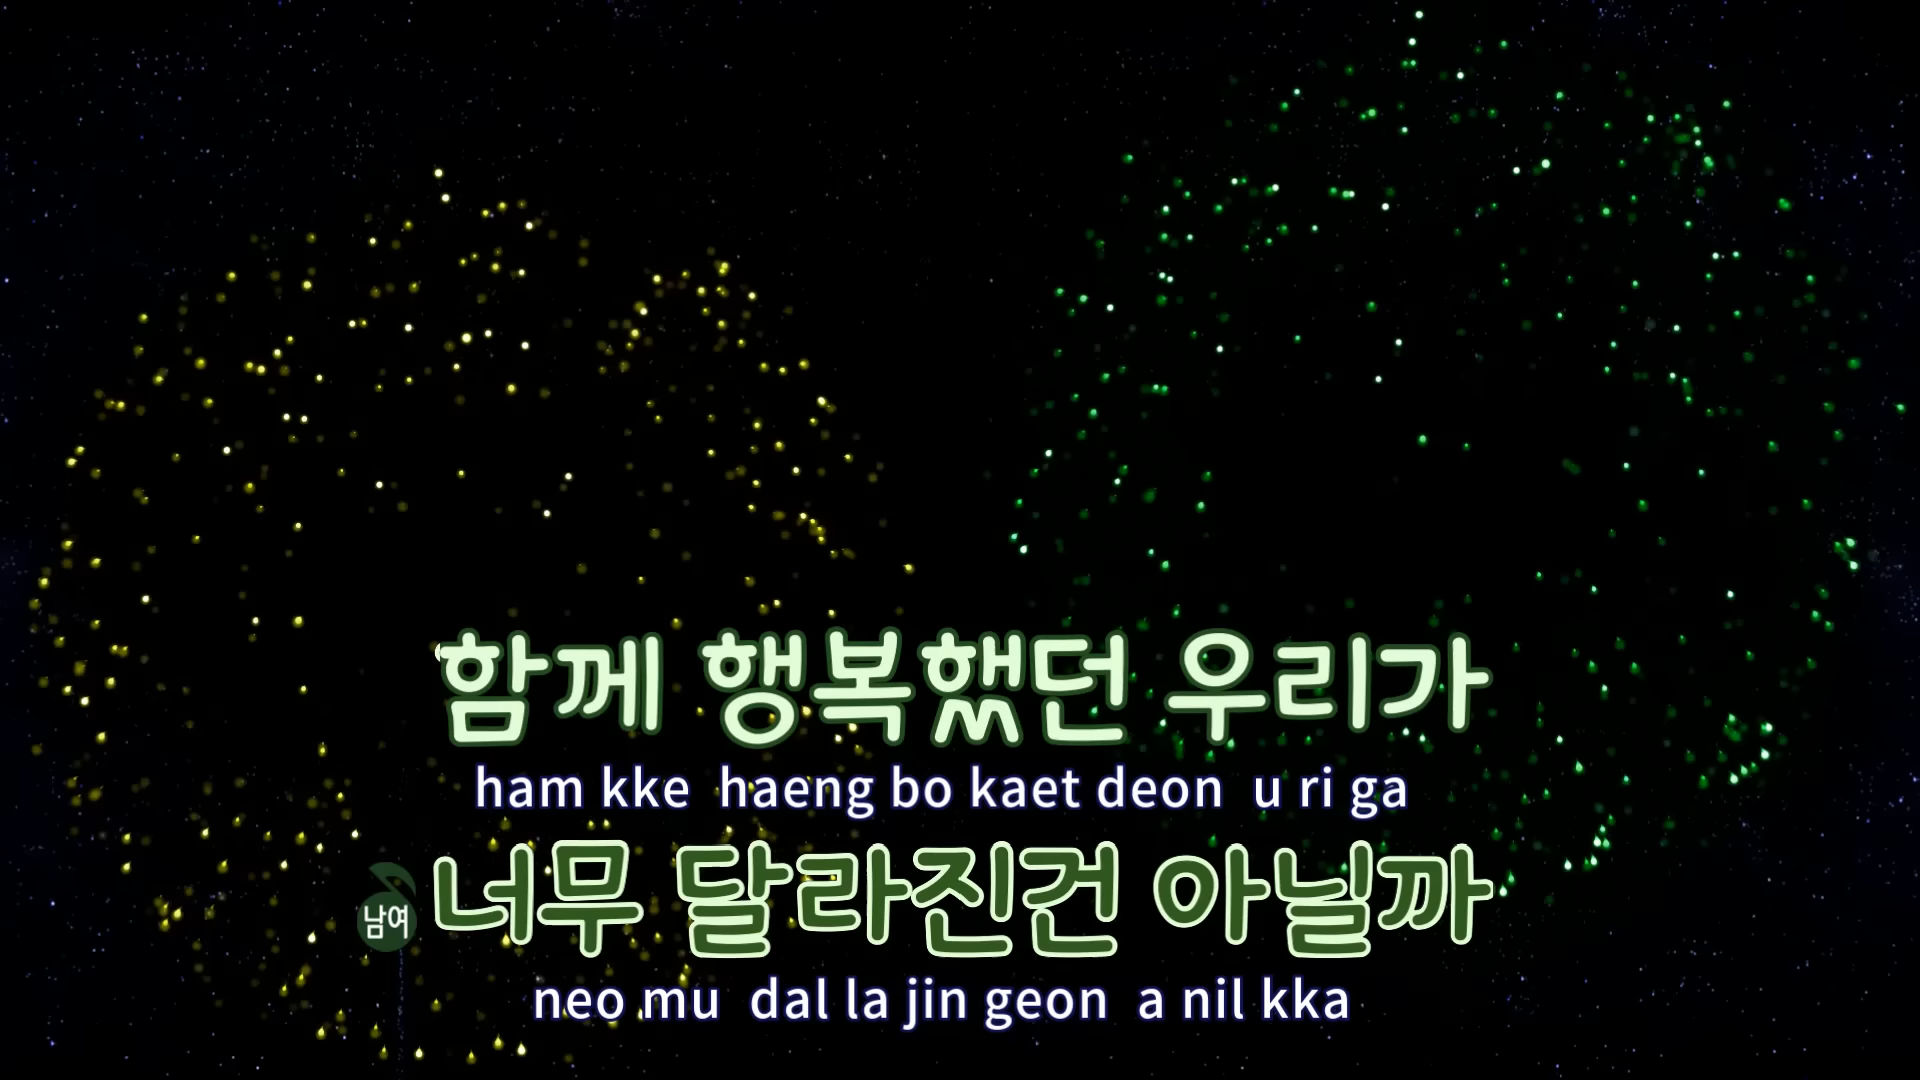 함께 행복했던 우리가
ham kke haeng bo kaet deon u ri ga
남여 너무 달라진건 아닐까
neo mu dal la jin geon a nil kka